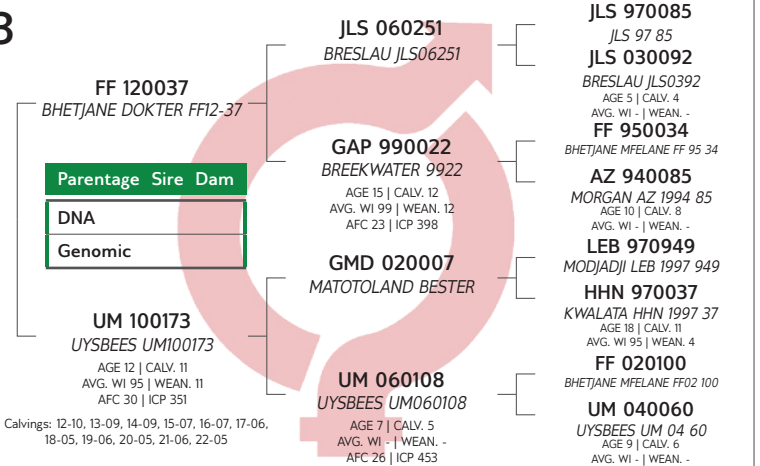 3
FF 120037
BHETJANE DOKTER FF12-37
Parentage Sire Dam
DNA
Genomic
UM 100173
UYSBEES UM100173
AGE 12 | CALV. 11
AVG. WI 95 | WEAN. 11
AFC 30 | ICP 351
Calvings: 12-10, 13-09, 14-09, 15-07, 16-07, 17-06,
18-05, 19-06, 20-05, 21-06, 22-05
JLS 060251
BRESLAU JLS06251
GAP 990022
BREEKWATER 9922
AGE 15 | CALV. 12
AVG. WI 99 | WEAN. 12
AFC 23 | ICP 398
GMD 020007
MATOTOLAND BESTER
UM 060108
UYSBEES UM060108
AGE 7 | CALV. 5
AVG. WI - | WEAN. -
AFC 26 | ICP 453
JLS 970085
JLS 97 85
JLS 030092
BRESLAU JLS0392
AGE 5 | CALV. 4
AVG. WI - | WEAN. -
FF 950034
BHETJANE MFELANE FF 95 34
AZ 940085
MORGAN AZ 1994 85
AGE 10 | CALV. 8
AVG. WI - | WEAN. -
LEB 970949
MODJADJI LEB 1997 949
HHN 970037
KWALATA HHN 1997 37
AGE 18 | CALV. 11
AVG. WI 95 | WEAN. 4
FF 020100
BHETJANE MFELANE FF02 100
UM 040060
UYSBEES UM 04 60
AGE 9 | CALV. 6
AVG. WI - | WEAN. -